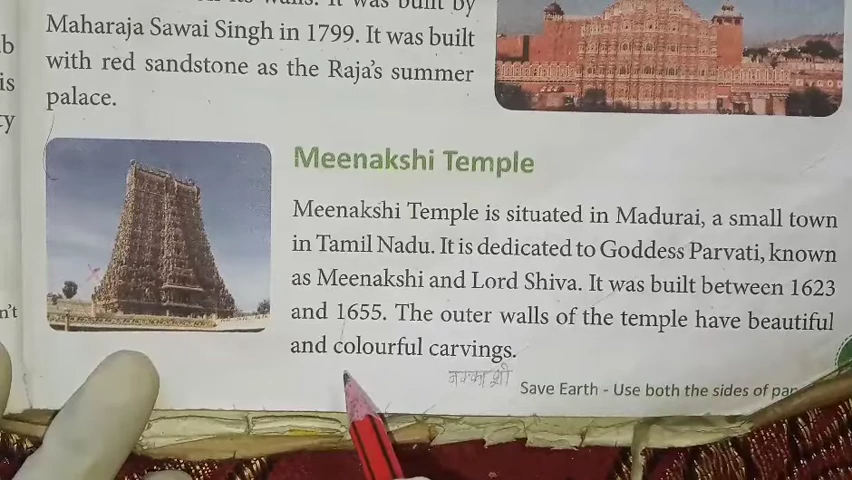 Maharaja Sawai Singh in 1799. It was built
with red sandstone as the Raja's summer
palace.
Meenakshi Temple
Meenakshi Temple is situated in Madurai, a small town
in Tamil Nadu. It is dedicated to Goddess Parvati, known
as Meenakshi and Lord Shiva. It was built between 1623
and 1655. The outer walls of the temple have beautiful
and colourful carvings.
नक्काशी
Save Earth - Use both the sides of